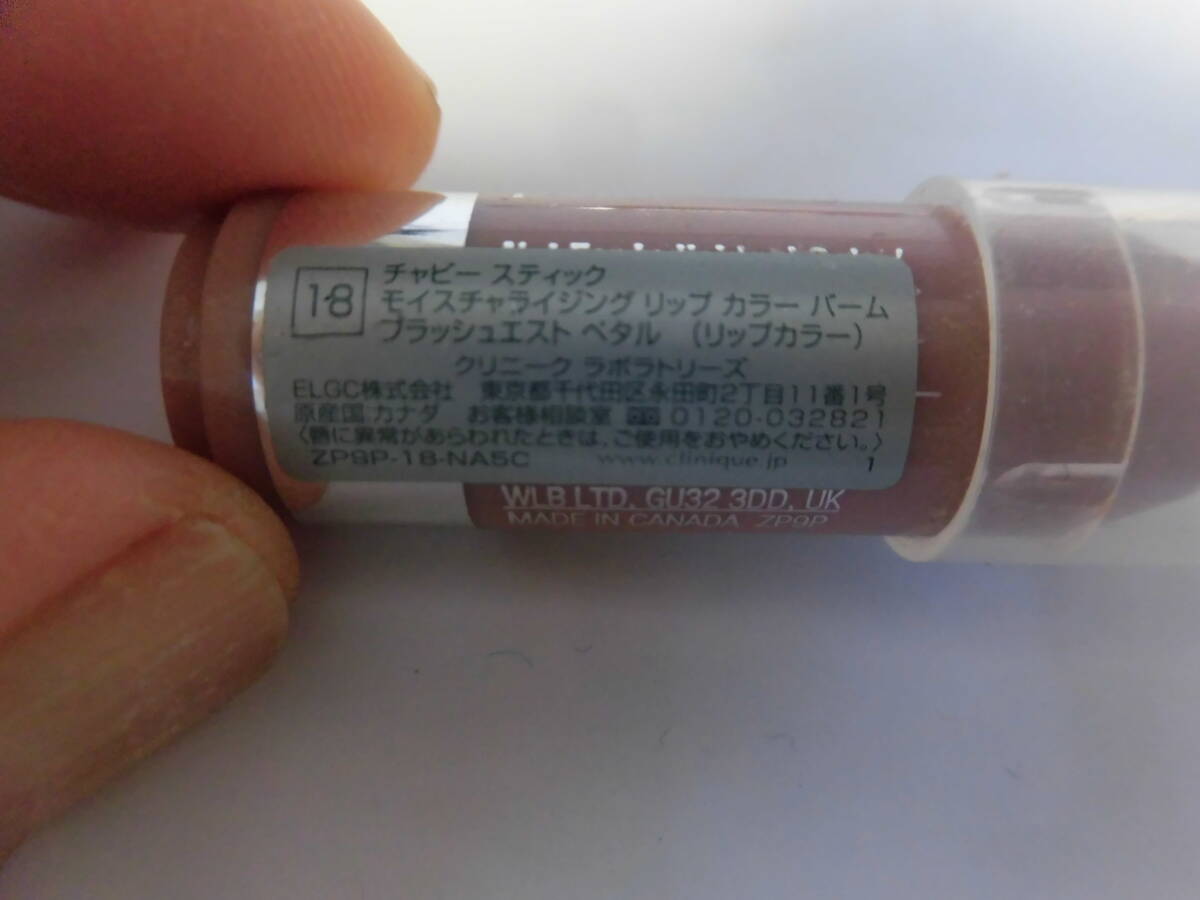 18
チャビー スティック
モイスチャライジング リップ カラー バーム
プラッシュエスト ペタル （リップカラー）
クリニーク ラボラトリーズ
ELGC株式会社 東京都千代田区永田町2丁目11番1号
原産国 カナダ お客様相談室 0120-032821
〈唇に異常があらわれたときは、ご使用をおやめください。〉
ZP9P-18-NA5C www.clinique.jp 1
WLB LTD, GU32 3DD, UK
MADE IN CANADA ZP9P